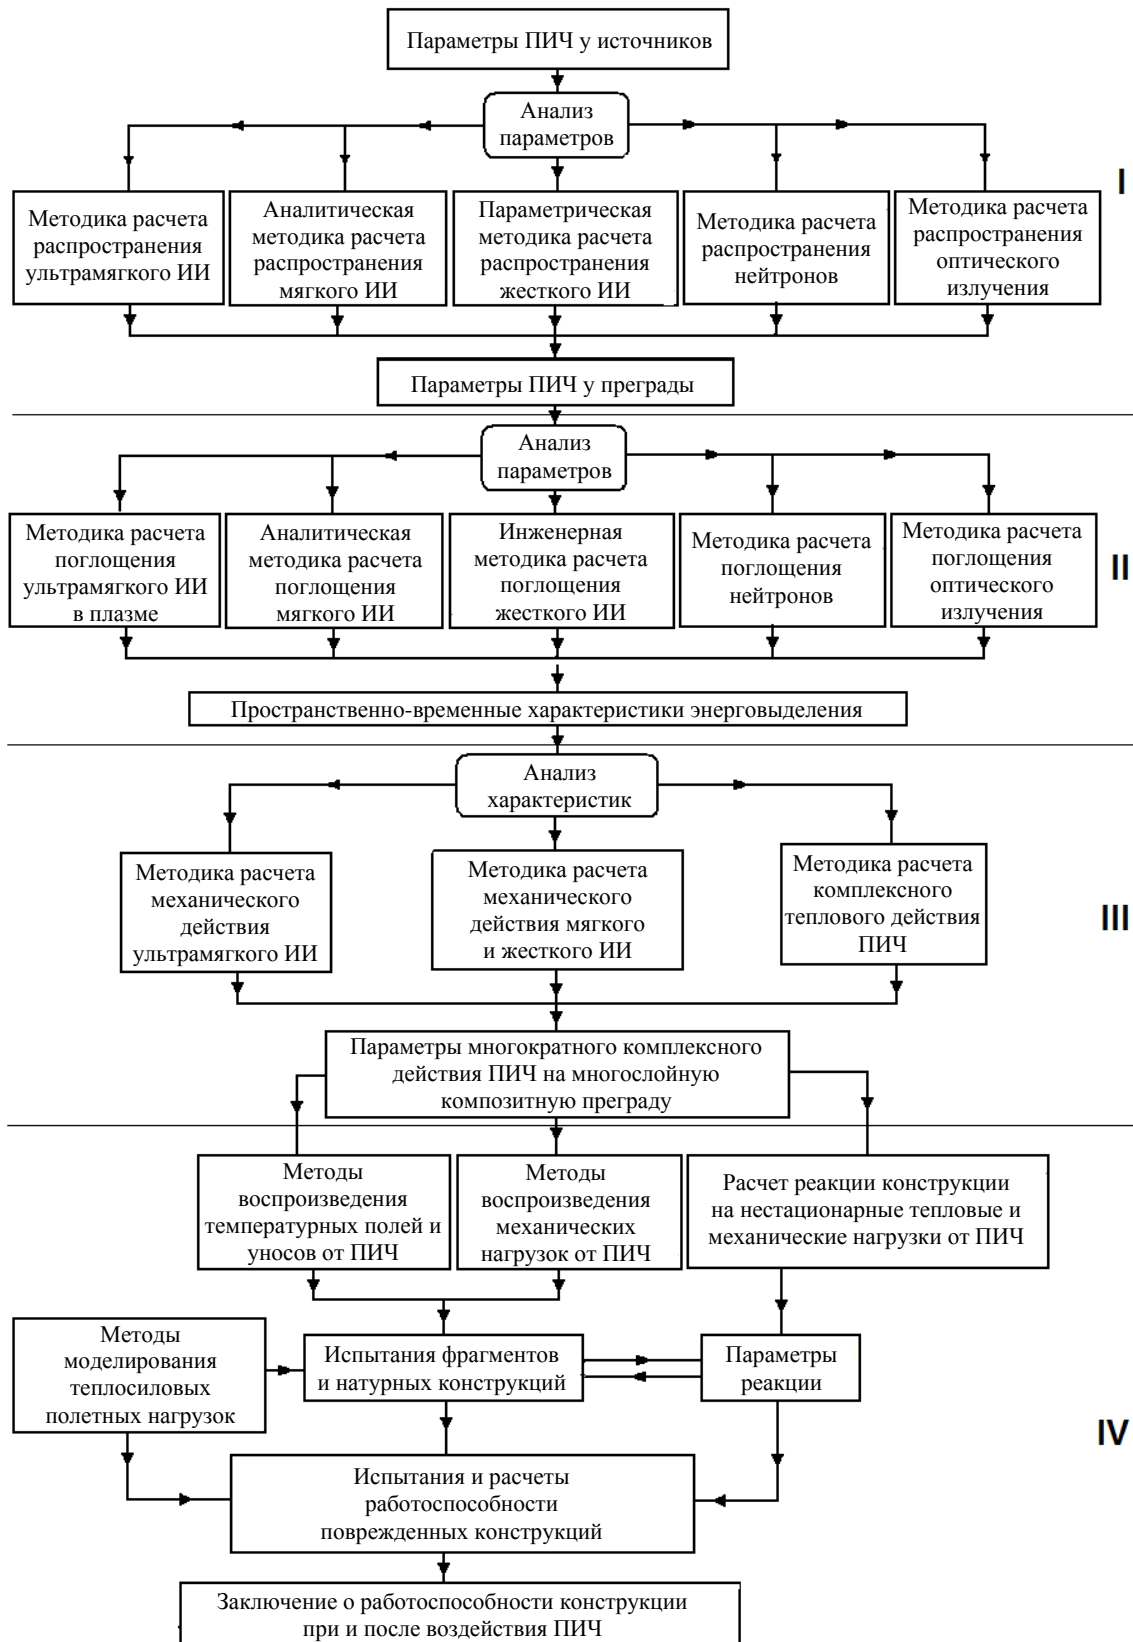 Параметры ПИЧ у источников
Анализ
параметров
I
Методика расчета
распространения
ультрамягкого ИИ
Аналитическая
методика расчета
распространения
мягкого ИИ
Параметрическая
методика расчета
распространения
жесткого ИИ
Методика расчета
распространения
нейтронов
Методика расчета
распространения
оптического
излучения
Параметры ПИЧ у преграды
Анализ
параметров
Методика расчета
поглощения
ультрамягкого ИИ
в плазме
Аналитическая
методика расчета
поглощения
мягкого ИИ
Инженерная
методика расчета
поглощения
жесткого ИИ
Методика расчета
поглощения
нейтронов
Методика расчета
поглощения
оптического
излучения
II
Пространственно-временные характеристики энерговыделения
Анализ
характеристик
Методика расчета
механического
действия
ультрамягкого ИИ
Методика расчета
механического
действия мягкого
и жесткого ИИ
Методика расчета
комплексного
теплового действия
ПИЧ
III
Параметры многократного комплексного
действия ПИЧ на многослойную
композитную преграду
Методы
воспроизведения
температурных полей и
уносов от ПИЧ
Методы
воспроизведения
механических
нагрузок от ПИЧ
Расчет реакции конструкции
на нестационарные тепловые и
механические нагрузки от ПИЧ
Методы
моделирования
теплосиловых
полетных нагрузок
Испытания фрагментов
и натурных конструкций
Параметры
реакции
IV
Испытания и расчеты
работоспособности
поврежденных конструкций
Заключение о работоспособности конструкции
при и после воздействия ПИЧ